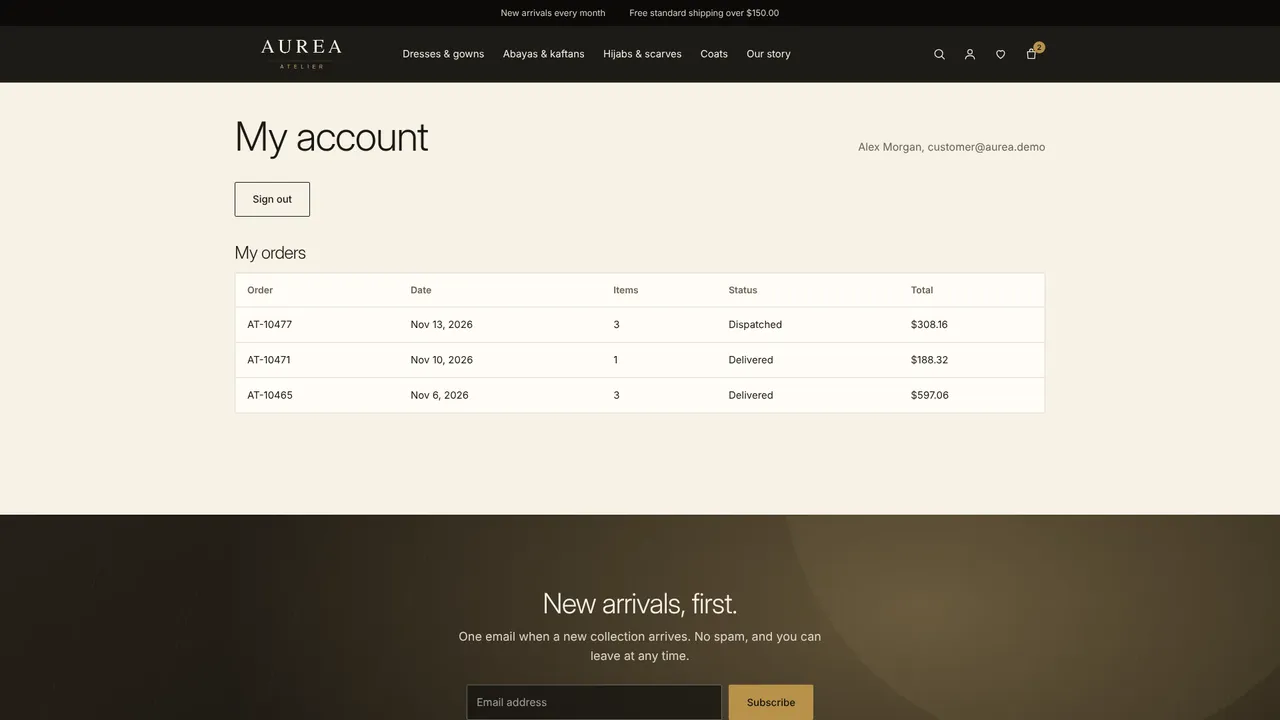 New arrivals every month Free standard shipping over $150.00
AUREA
ATELIER
Dresses & gowns Abayas & kaftans Hijabs & scarves Coats Our story
2
My account
Alex Morgan, customer@aurea.demo
Sign out
My orders
Order Date Items Status Total
AT-10477 Nov 13, 2026 3 Dispatched $308.16
AT-10471 Nov 10, 2026 1 Delivered $188.32
AT-10465 Nov 6, 2026 3 Delivered $597.06
New arrivals, first.
One email when a new collection arrives. No spam, and you can
leave at any time.
Email address Subscribe